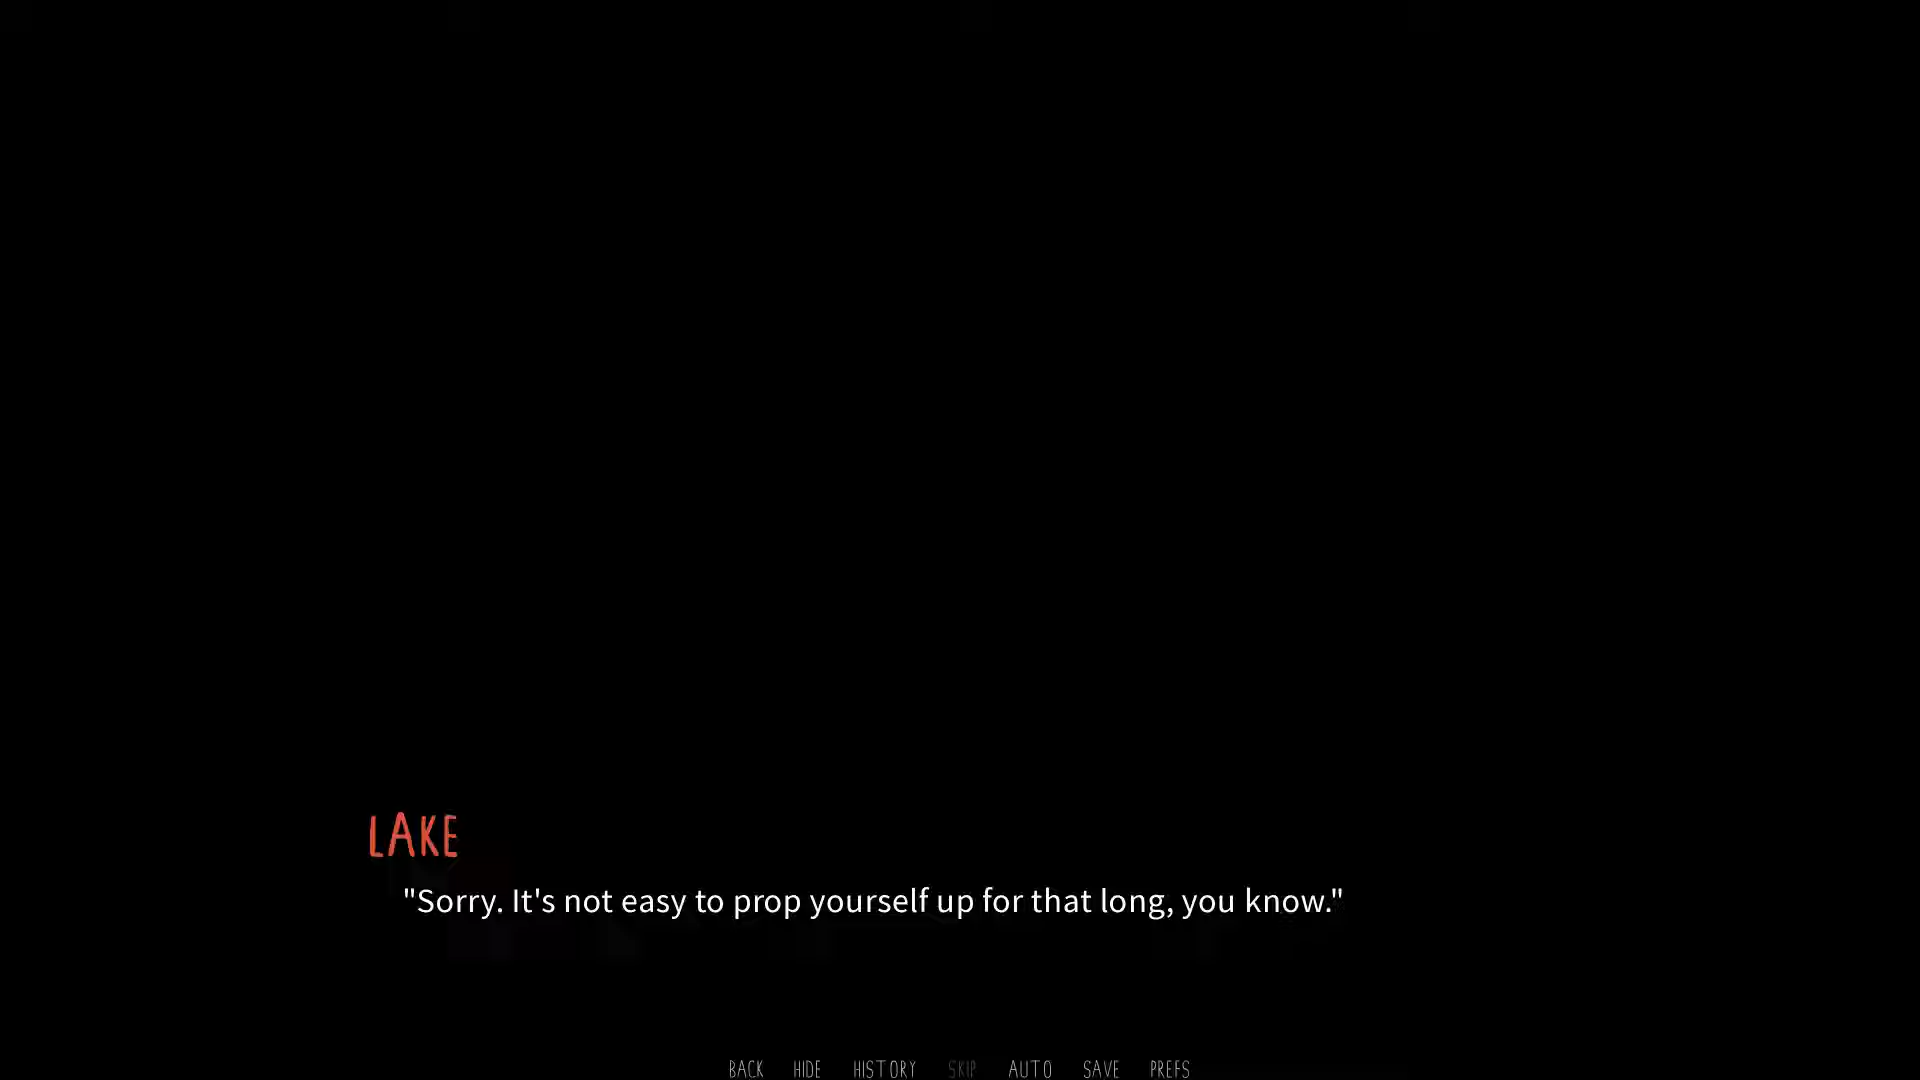 LAKE
"Sorry. It's not easy to prop yourself up for that long, you know."
BACK HIDE HISTORY SKIP AUTO SAVE PREFS